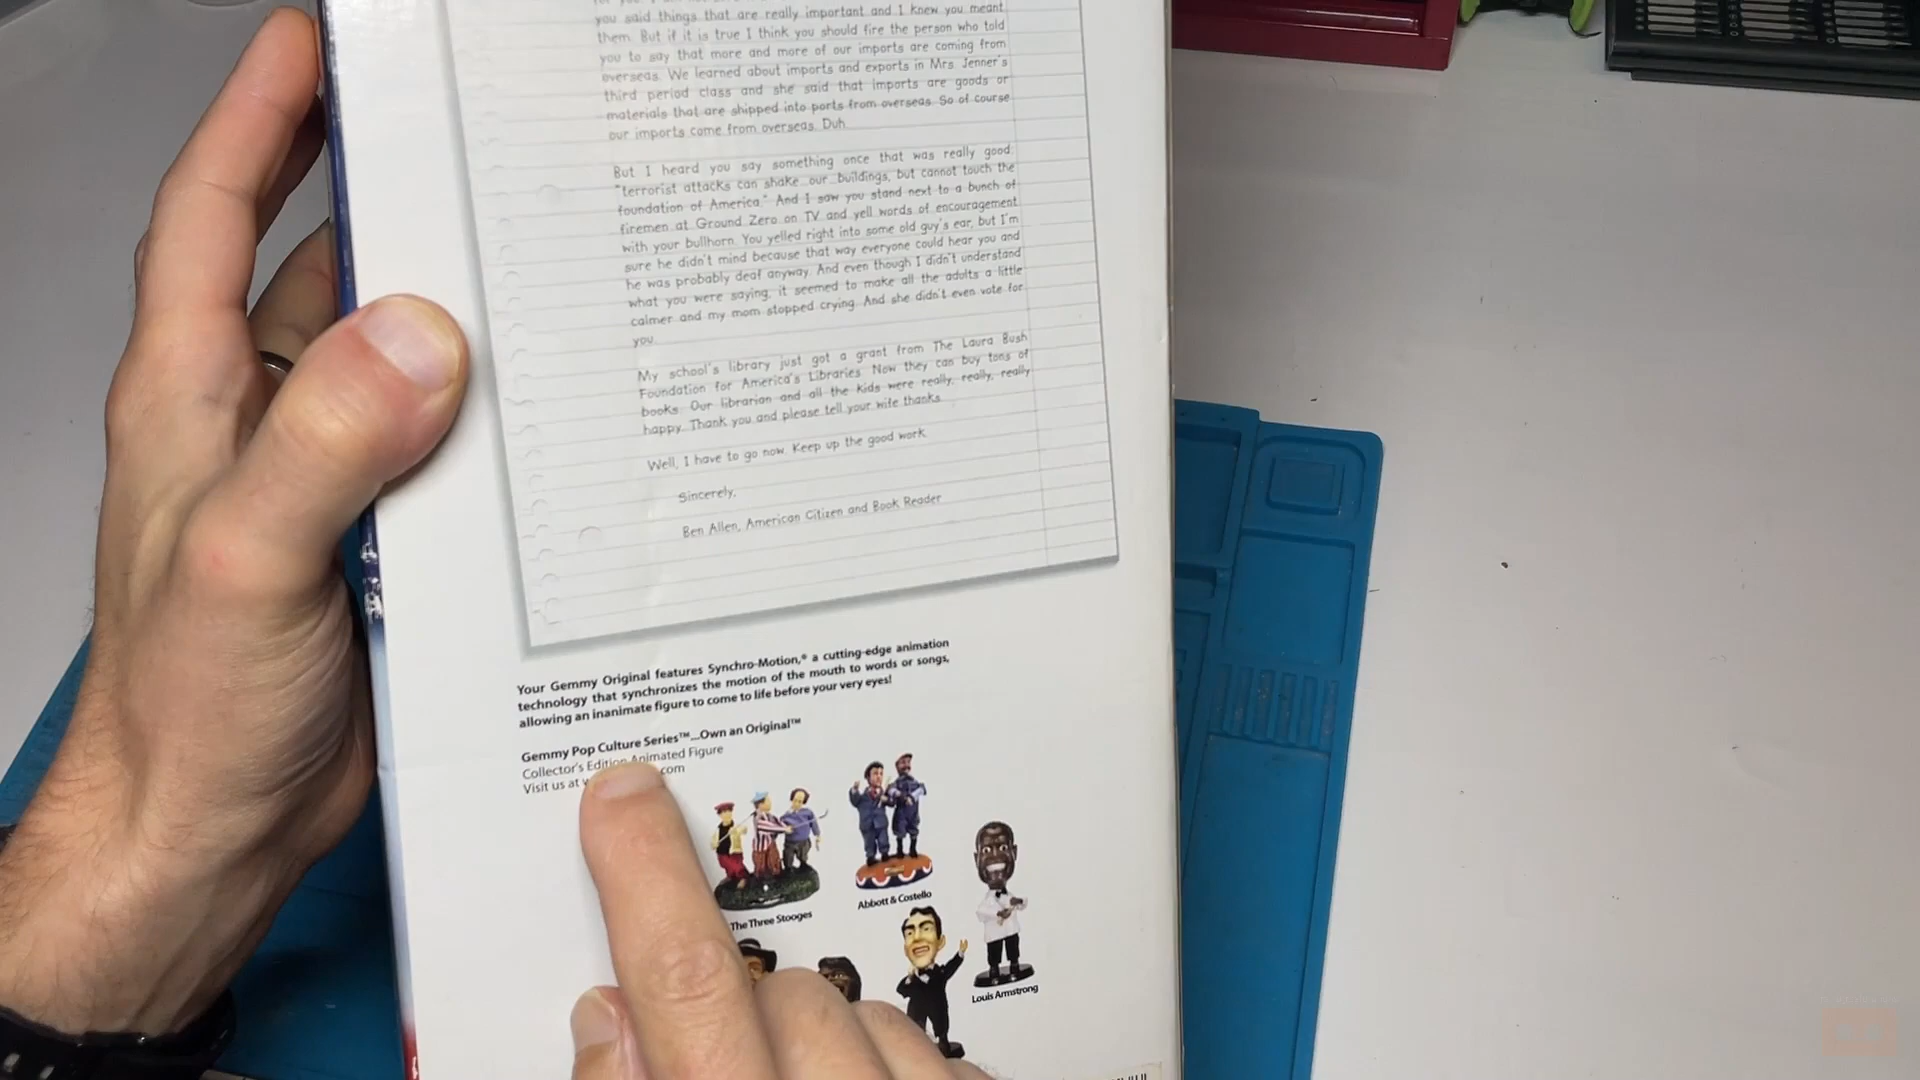 you said things that are really important and I knew you meant
them. But if it is true I think you should fire the person who told
you to say that more and more of our imports are coming from
overseas. We learned about imports and exports in Mrs. Jenner's
third period class and she said that imports are goods or
materials that are shipped into ports from overseas. So of course
our imports come from overseas. Duh.
But I heard you say something once that was really good:
"terrorist attacks can shake our buildings, but cannot touch the
foundation of America." And I saw you stand next to a bunch of
firemen at Ground Zero on TV and yell words of encouragement
with your bullhorn. You yelled right into some old guy's ear, but I'm
sure he didn't mind because that way everyone could hear you and
he was probably deaf anyway. And even though I didn't understand
what you were saying, it seemed to make all the adults a little
calmer and my mom stopped crying. And she didn't even vote for
you.
My school's library just got a grant from The Laura Bush
Foundation for America's Libraries. Now they can buy tons of
books. Our librarian and all the kids were really, really, really
happy. Thank you and please tell your wife thanks.
Well, I have to go now. Keep up the good work.
Sincerely,
Ben Allen, American Citizen and Book Reader
Your Gemmy Original features Synchro-Motion,® a cutting-edge animation
technology that synchronizes the motion of the mouth to words or songs,
allowing an inanimate figure to come to life before your very eyes!
Gemmy Pop Culture Series™...Own an Original™
Collector's Edition Animated Figure
Visit us at .com
The Three Stooges
Abbott & Costello
Louis Armstrong